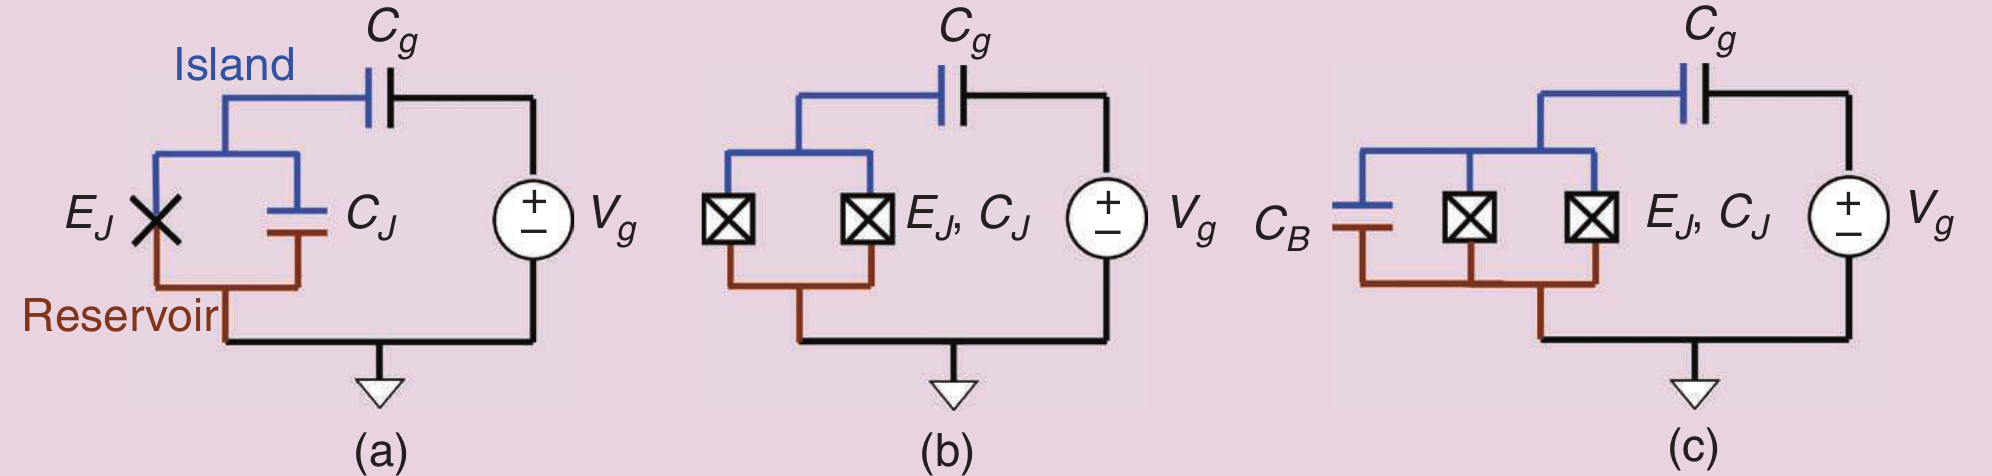 C_g
Island
E_J
C_J
+
−
V_g
Reservoir
(a)
C_g
E_J, C_J
+
−
V_g
(b)
C_g
C_B
E_J, C_J
+
−
V_g
(c)